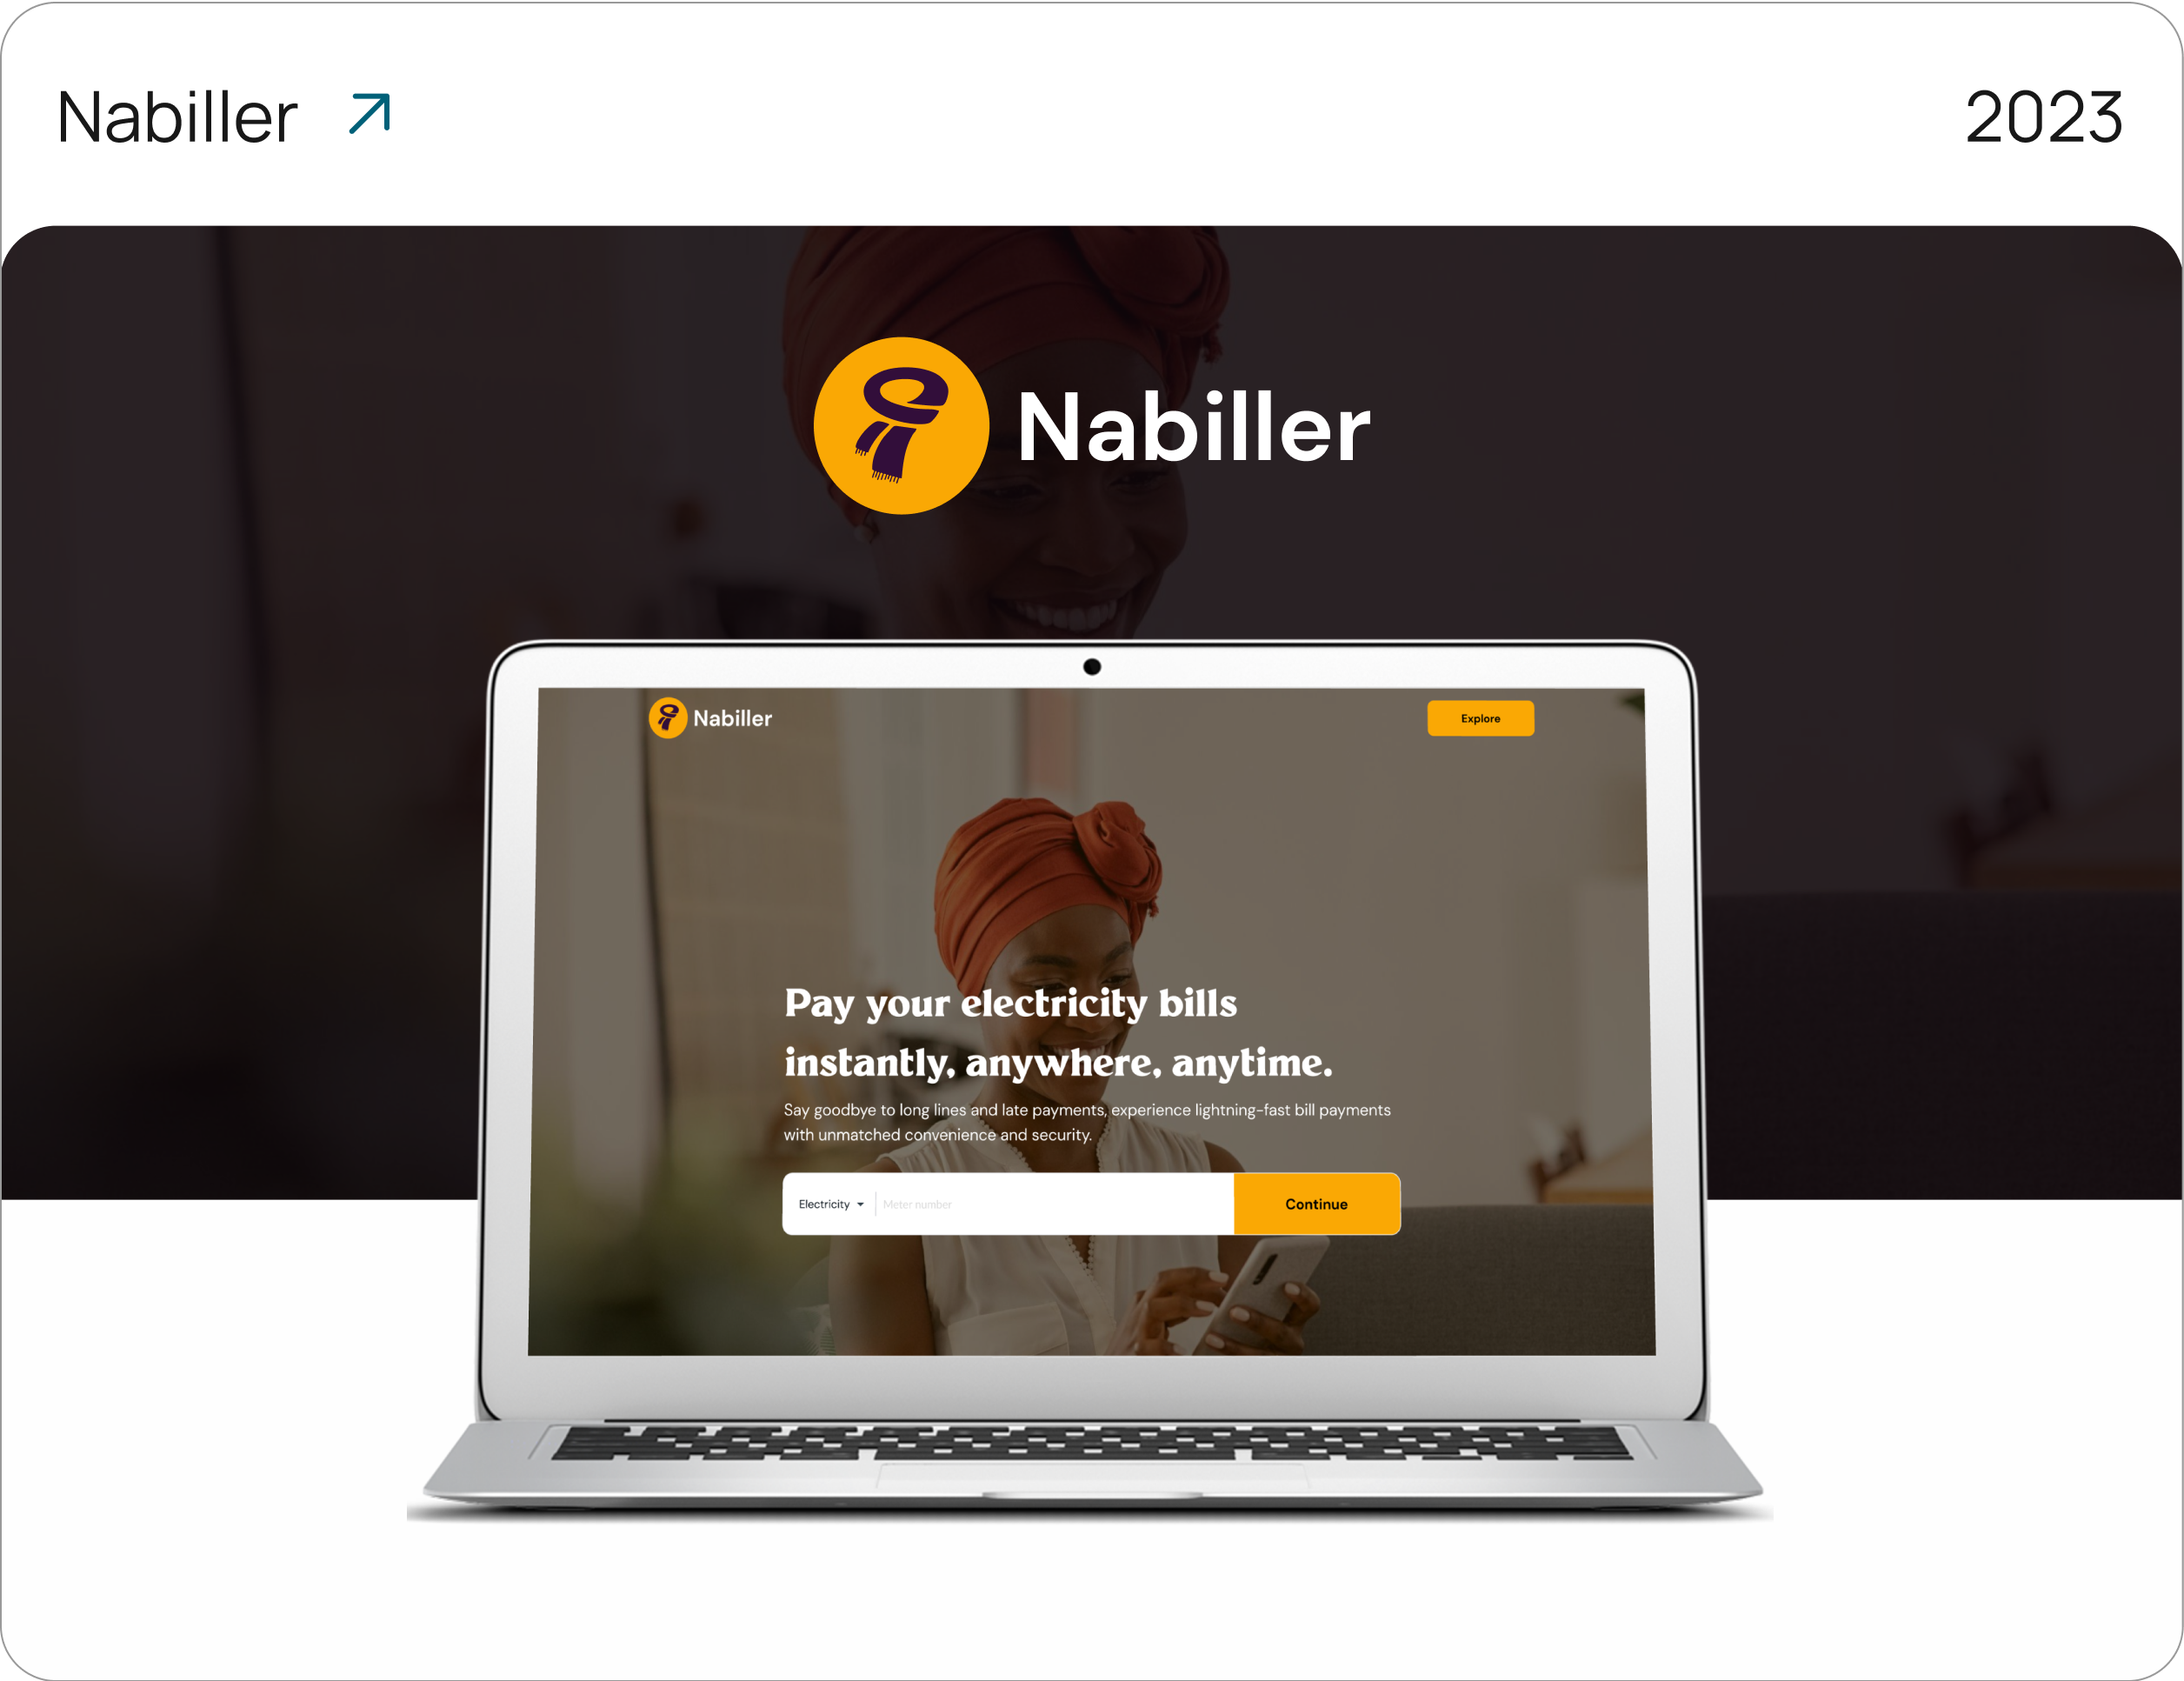 Nabiller
2023
Nabiller
Nabiller
Explore
Pay your electricity bills
instantly, anywhere, anytime.
Say goodbye to long lines and late payments, experience lightning-fast bill payments
with unmatched convenience and security.
Electricity
Meter number
Continue